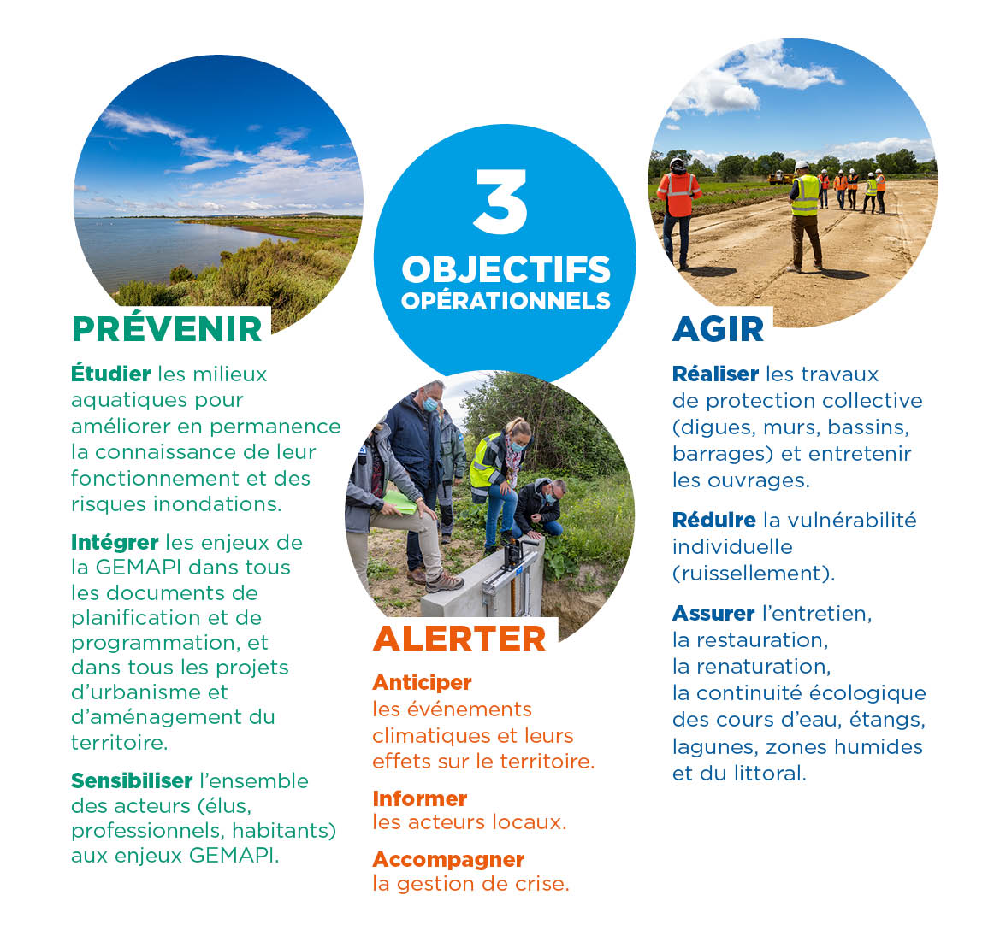 3
OBJECTIFS
OPÉRATIONNELS
PRÉVENIR
Étudier les milieux
aquatiques pour
améliorer en permanence
la connaissance de leur
fonctionnement et des
risques inondations.
Intégrer les enjeux de
la GEMAPI dans tous
les documents de
planification et de
programmation, et
dans tous les projets
d’urbanisme et
d’aménagement du
territoire.
Sensibiliser l’ensemble
des acteurs (élus,
professionnels, habitants)
aux enjeux GEMAPI.
ALERTER
Anticiper
les événements
climatiques et leurs
effets sur le territoire.
Informer
les acteurs locaux.
Accompagner
la gestion de crise.
AGIR
Réaliser les travaux
de protection collective
(digues, murs, bassins,
barrages) et entretenir
les ouvrages.
Réduire la vulnérabilité
individuelle
(ruissellement).
Assurer l’entretien,
la restauration,
la renaturation,
la continuité écologique
des cours d’eau, étangs,
lagunes, zones humides
et du littoral.